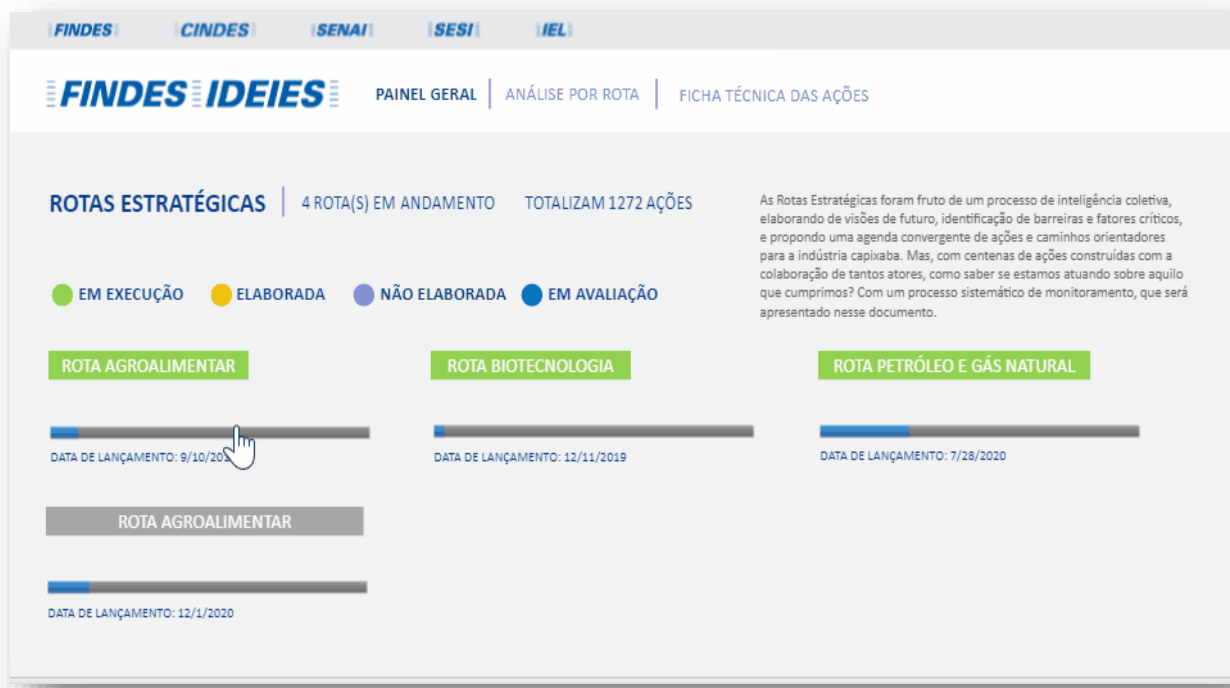 FINDES CINDES SENAI SESI IEL
FINDES IDEIES PAINEL GERAL ANÁLISE POR ROTA FICHA TÉCNICA DAS AÇÕES
ROTAS ESTRATÉGICAS 4 ROTA(S) EM ANDAMENTO TOTALIZAM 1272 AÇÕES
As Rotas Estratégicas foram fruto de um processo de inteligência coletiva,
elaborando de visões de futuro, identificação de barreiras e fatores críticos,
e propondo uma agenda convergente de ações e caminhos orientadores
para a indústria capixaba. Mas, com centenas de ações construídas com a
colaboração de tantos atores, como saber se estamos atuando sobre aquilo
que cumprimos? Com um processo sistemático de monitoramento, que será
apresentado nesse documento.
EM EXECUÇÃO ELABORADA NÃO ELABORADA EM AVALIAÇÃO
ROTA AGROALIMENTAR ROTA BIOTECNOLOGIA ROTA PETRÓLEO E GÁS NATURAL
DATA DE LANÇAMENTO: DATA DE LANÇAMENTO: 12/11/2019 DATA DE LANÇAMENTO: 7/28/2020
ROTA AGROALIMENTAR
DATA DE LANÇAMENTO: 12/1/2020